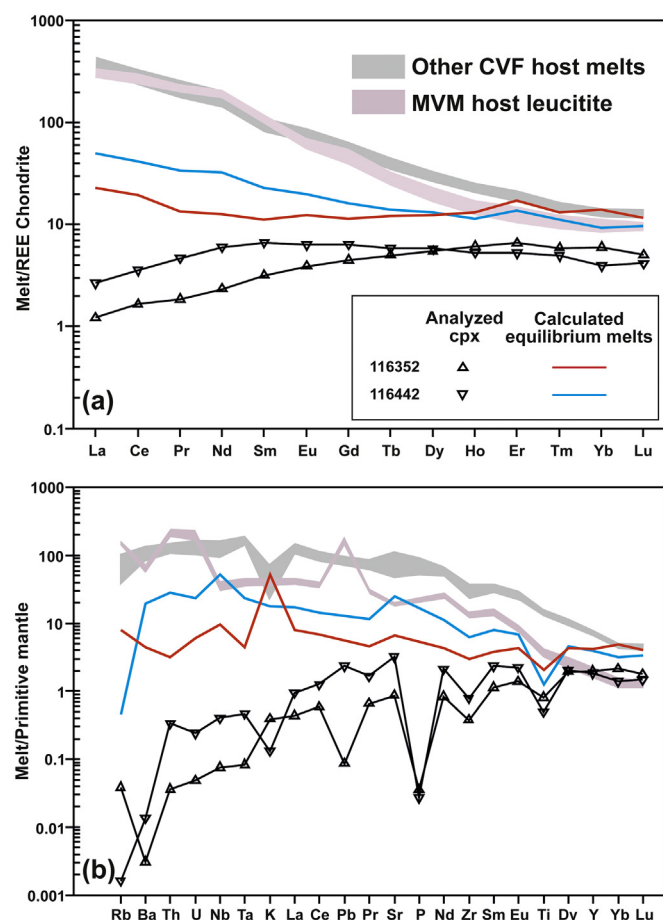 1000
100
10
1
0.1
Melt/REE Chondrite
Other CVF host melts
MVM host leucitite
Analyzed Calculated
cpx equilibrium melts
116352
116442
(a)
La Ce Pr Nd Sm Eu Gd Tb Dy Ho Er Tm Yb Lu
1000
100
10
1
0.1
0.01
0.001
Melt/Primitive mantle
(b)
Rb Ba Th U Nb Ta K La Ce Pb Pr Sr P Nd Zr Sm Eu Ti Dy Y Yb Lu